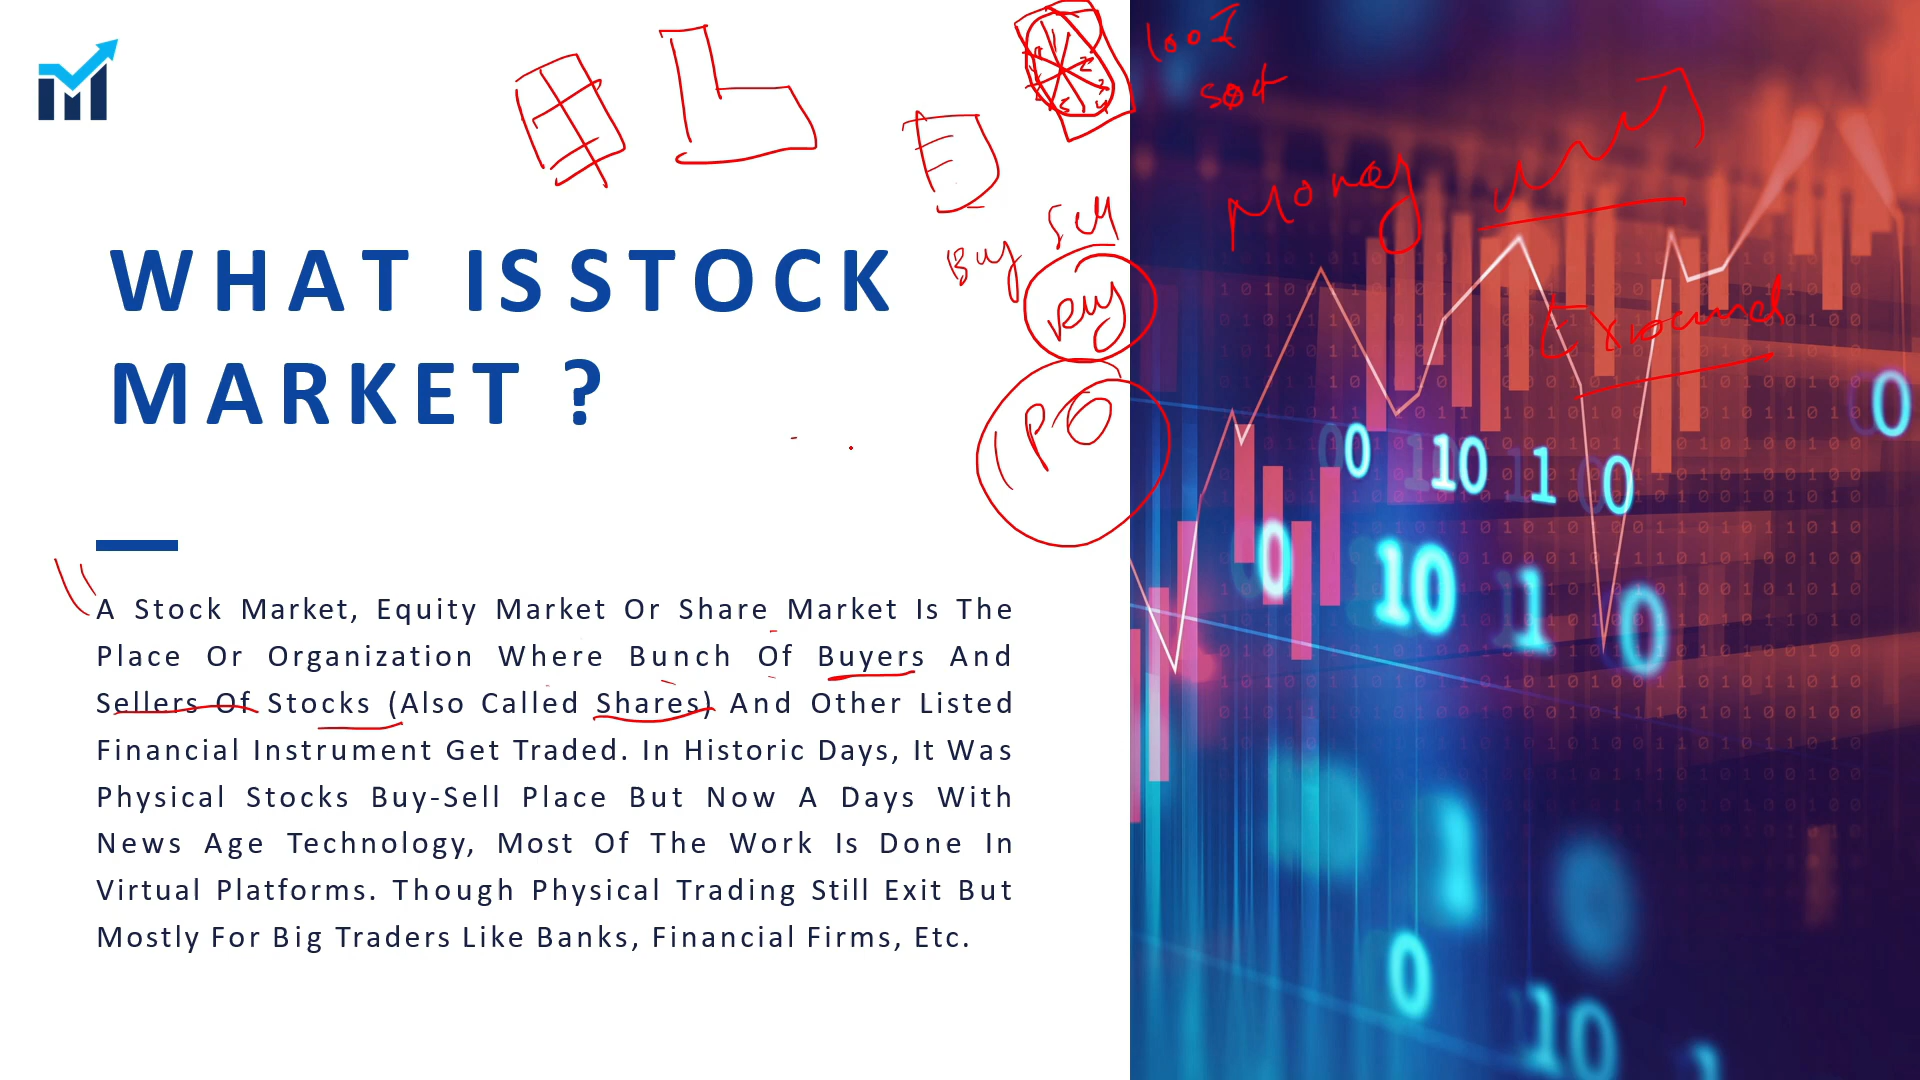 WHAT IS STOCK
MARKET ?
Buy
Sell
Buy
IPO
Money
A Stock Market, Equity Market Or Share Market Is The
Place Or Organization Where Bunch Of Buyers And
Sellers Of Stocks (Also Called Shares) And Other Listed
Financial Instrument Get Traded. In Historic Days, It Was
Physical Stocks Buy-Sell Place But Now A Days With
News Age Technology, Most Of The Work Is Done In
Virtual Platforms. Though Physical Trading Still Exit But
Mostly For Big Traders Like Banks, Financial Firms, Etc.